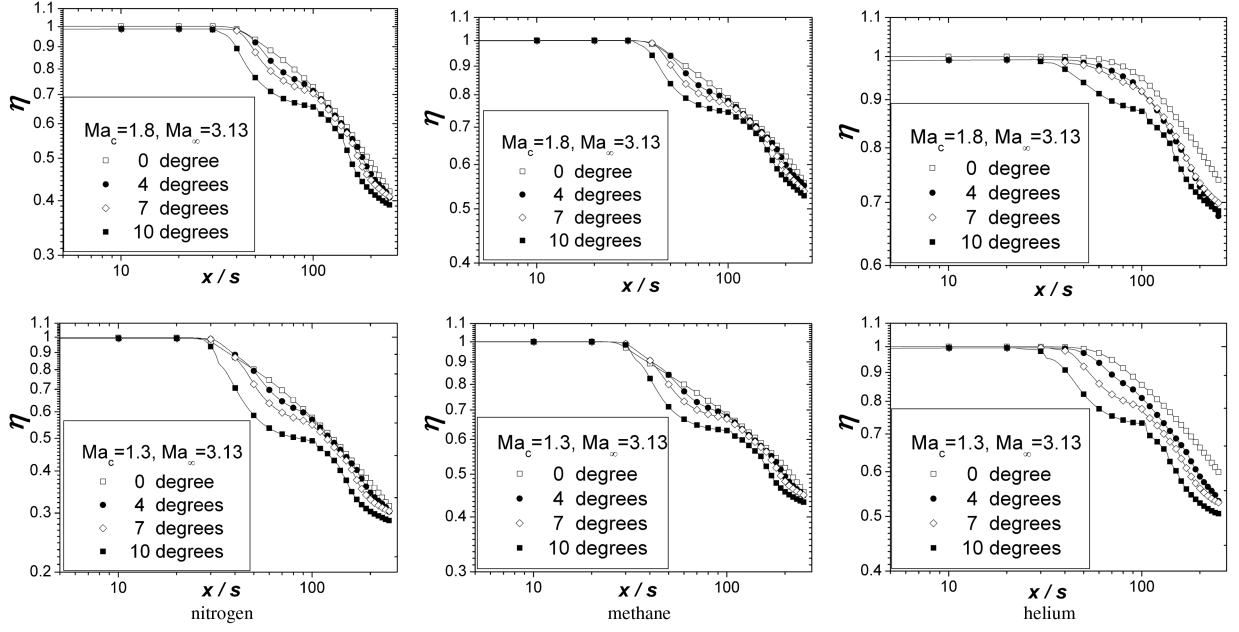 1.1
1
0.9
0.8
0.7
0.6
0.5
0.4
0.3
η
Ma_c=1.8, Ma_∞=3.13
0 degree
4 degrees
7 degrees
10 degrees
10
100
x / s
1.1
1
0.9
0.8
0.7
0.6
0.5
0.4
η
Ma_c=1.8, Ma_∞=3.13
0 degree
4 degrees
7 degrees
10 degrees
10
100
x / s
1.1
1
0.9
0.8
0.7
0.6
η
Ma_c=1.8, Ma_∞=3.13
0 degree
4 degrees
7 degrees
10 degrees
10
100
x / s
1.1
1
0.9
0.8
0.7
0.6
0.5
0.4
0.3
0.2
η
Ma_c=1.3, Ma_∞=3.13
0 degree
4 degrees
7 degrees
10 degrees
10
100
x / s
nitrogen
1.1
1
0.9
0.8
0.7
0.6
0.5
0.4
0.3
η
Ma_c=1.3, Ma_∞=3.13
0 degree
4 degrees
7 degrees
10 degrees
10
100
x / s
methane
1.1
1
0.9
0.8
0.7
0.6
0.5
0.4
η
Ma_c=1.3, Ma_∞=3.13
0 degree
4 degrees
7 degrees
10 degrees
10
100
x / s
helium